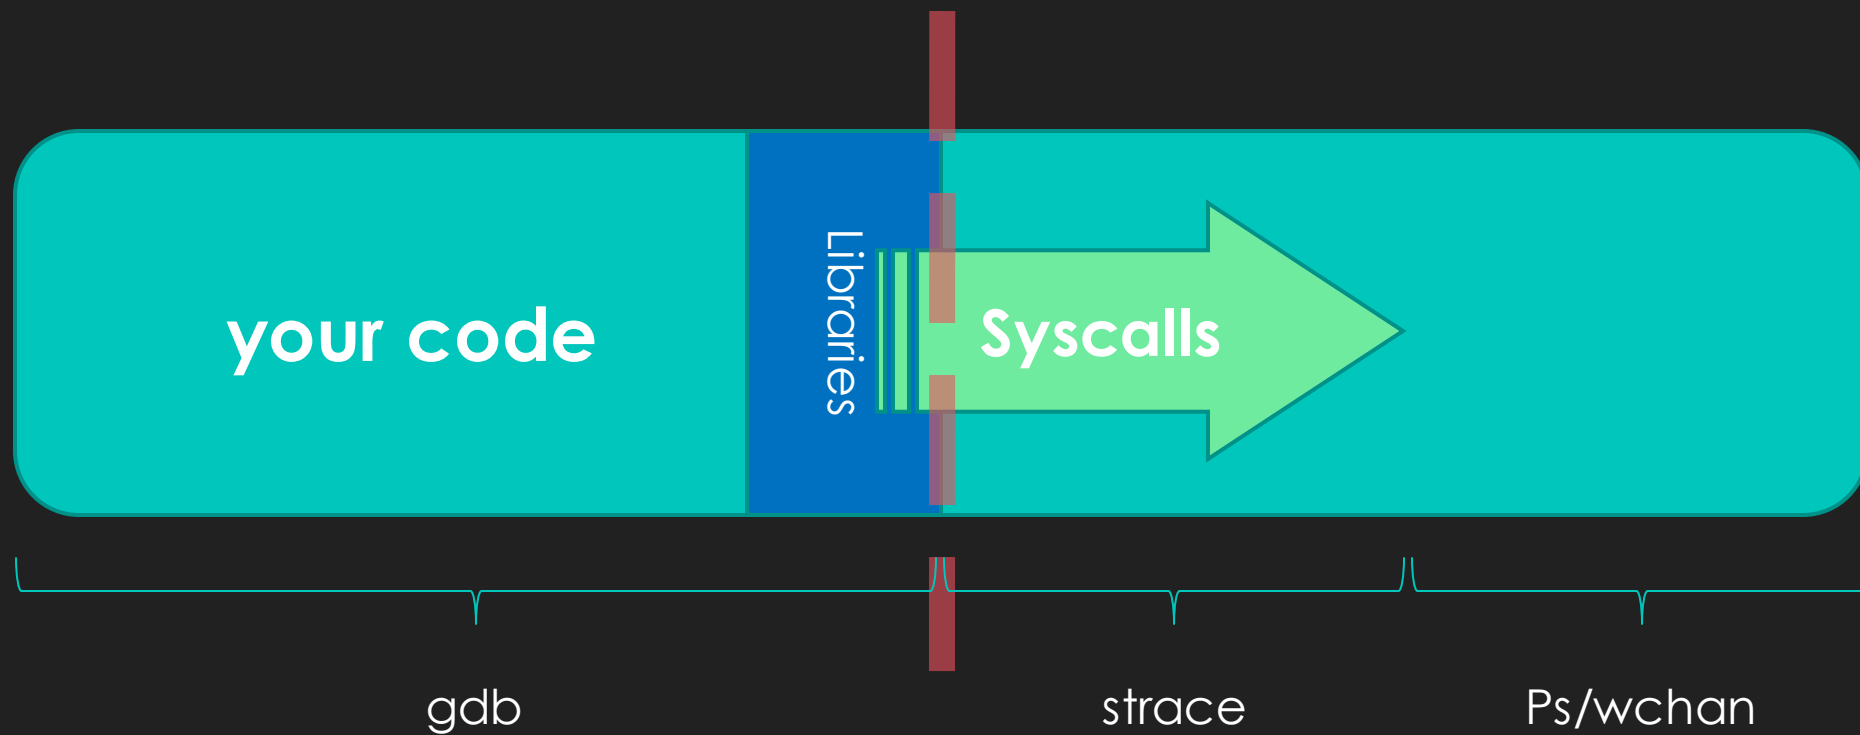 your code
Libraries
Syscalls
gdb
strace
Ps/wchan